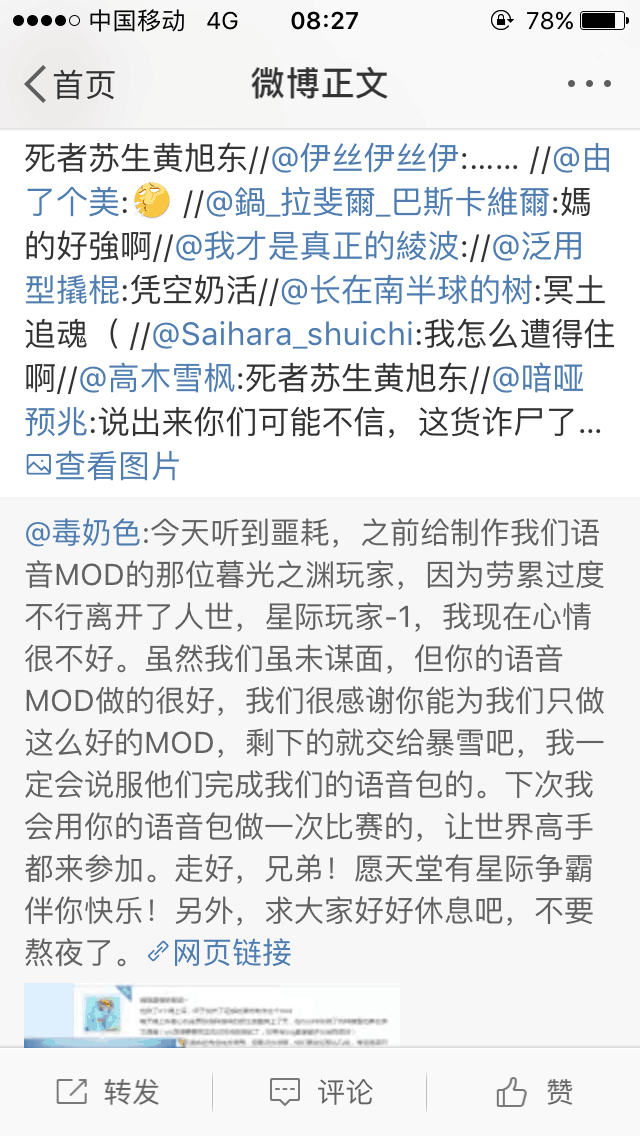 中国移动 4G 08:27 78%
首页 微博正文
死者苏生黄旭东//@伊丝伊丝伊:…… //@由
了个美: //@鍋_拉斐爾_巴斯卡維爾:媽
的好強啊//@我才是真正的綾波://@泛用
型撬棍:凭空奶活//@长在南半球的树:冥土
追魂（ //@Saihara_shuichi:我怎么遭得住
啊//@高木雪枫:死者苏生黄旭东//@喑哑
预兆:说出来你们可能不信，这货诈尸了...
查看图片
@毒奶色:今天听到噩耗，之前给制作我们语
音MOD的那位暮光之渊玩家，因为劳累过度
不行离开了人世，星际玩家-1，我现在心情
很不好。虽然我们虽未谋面，但你的语音
MOD做的很好，我们很感谢你能为我们只做
这么好的MOD，剩下的就交给暴雪吧，我一
定会说服他们完成我们的语音包的。下次我
会用你的语音包做一次比赛的，让世界高手
都来参加。走好，兄弟！愿天堂有星际争霸
伴你快乐！另外，求大家好好休息吧，不要
熬夜了。网页链接
转发 评论 赞